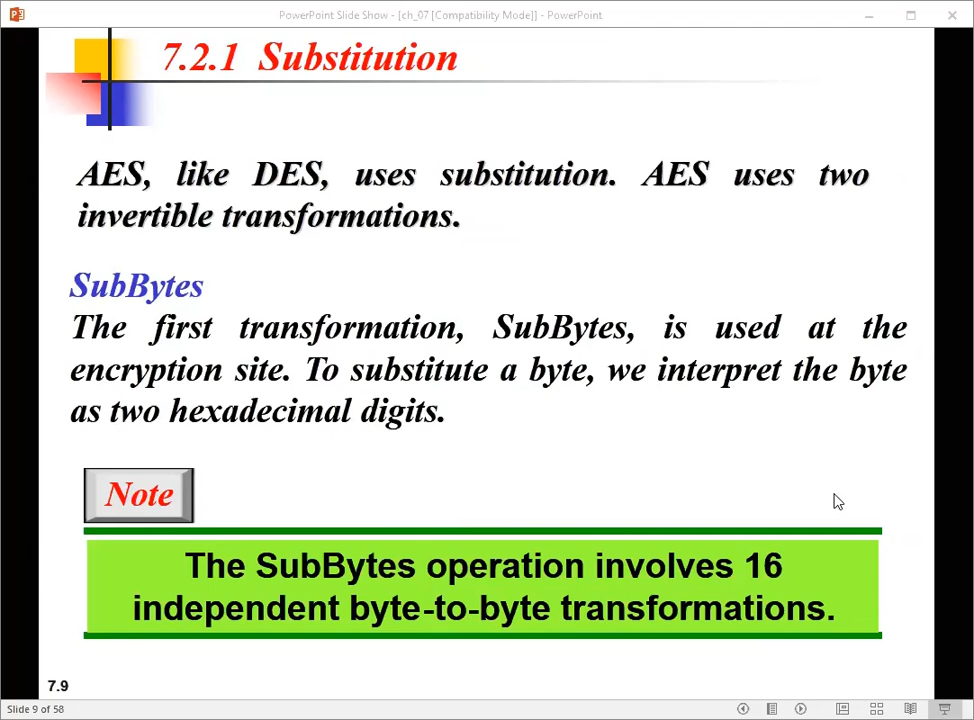 PowerPoint Slide Show - [ch_07 [Compatibility Mode]] - PowerPoint
7.2.1 Substitution
AES, like DES, uses substitution. AES uses two
invertible transformations.
SubBytes
The first transformation, SubBytes, is used at the
encryption site. To substitute a byte, we interpret the byte
as two hexadecimal digits.
Note
The SubBytes operation involves 16
independent byte-to-byte transformations.
7.9
Slide 9 of 58